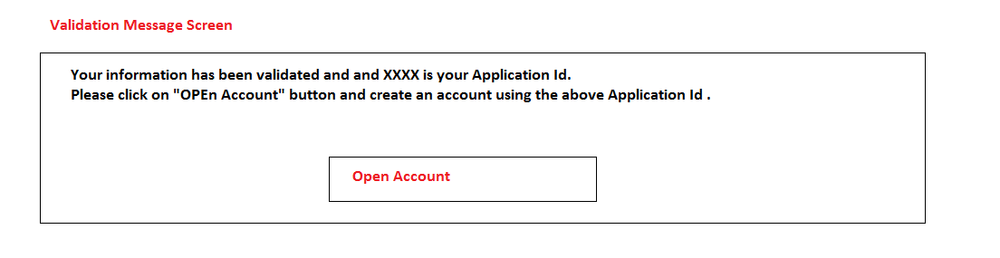 Validation Message Screen
Your information has been validated and and XXXX is your Application Id.
Please click on "OPEn Account" button and create an account using the above Application Id .
Open Account